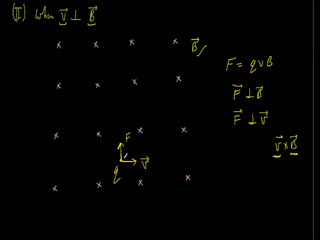 (II) when v⃗ ⊥ B⃗
B⃗
F = qvB
F⃗ ⊥ B⃗
F⃗ ⊥ v⃗
v⃗ × B⃗
F
v⃗
q